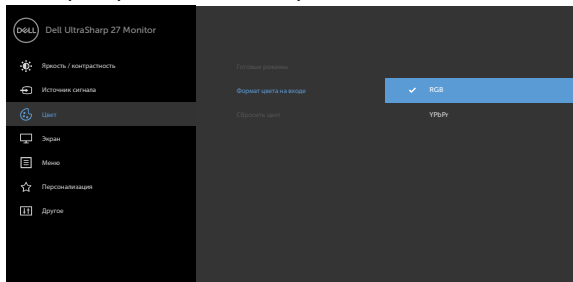 DELL
Dell UltraSharp 27 Monitor
Яркость / контрастность
Источник сигнала
Цвет
Экран
Меню
Персонализация
Другое
Готовые режимы
Формат цвета на входе
Сбросить цвет
RGB
YPbPr